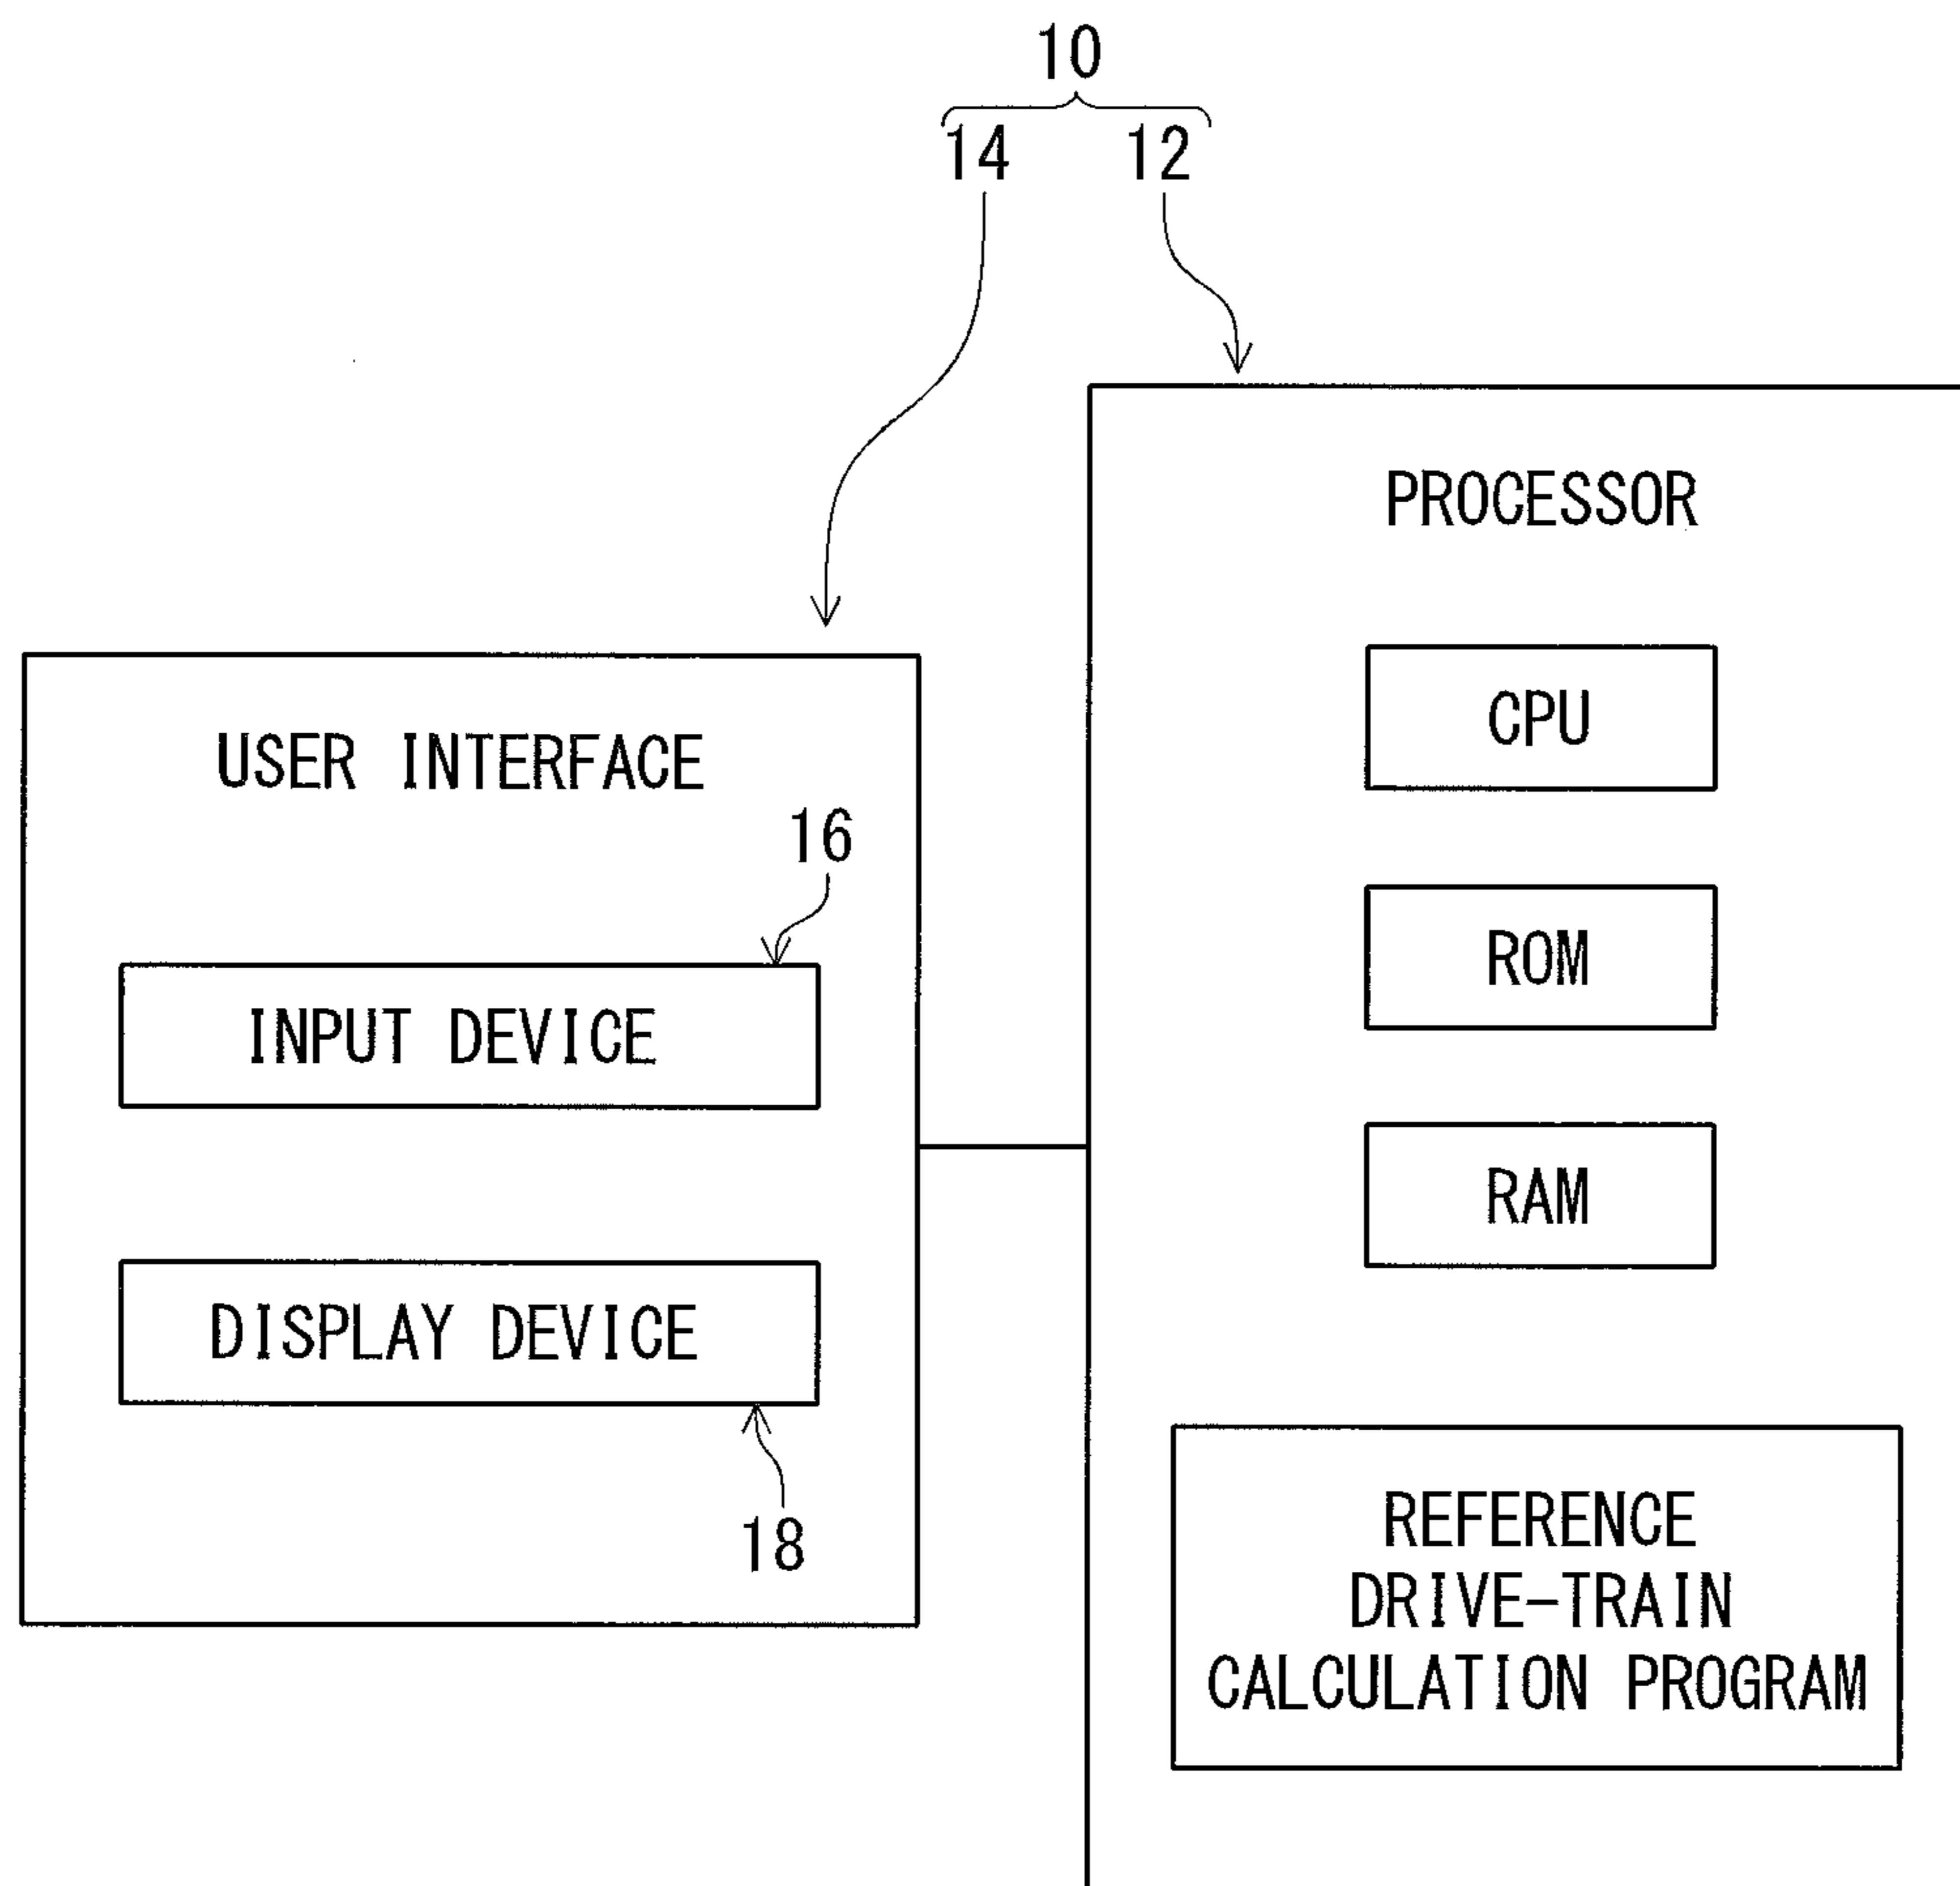 10
14 12
PROCESSOR
CPU
ROM
RAM
REFERENCE
DRIVE-TRAIN
CALCULATION PROGRAM
USER INTERFACE
16
INPUT DEVICE
DISPLAY DEVICE
18